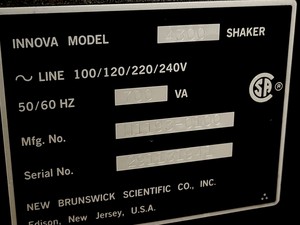 INNOVA MODEL SHAKER
LINE 100/120/220/240V
50/60 HZ VA
Mfg. No.
Serial No.
NEW BRUNSWICK SCIENTIFIC CO., INC.
Edison, New Jersey, U.S.A.